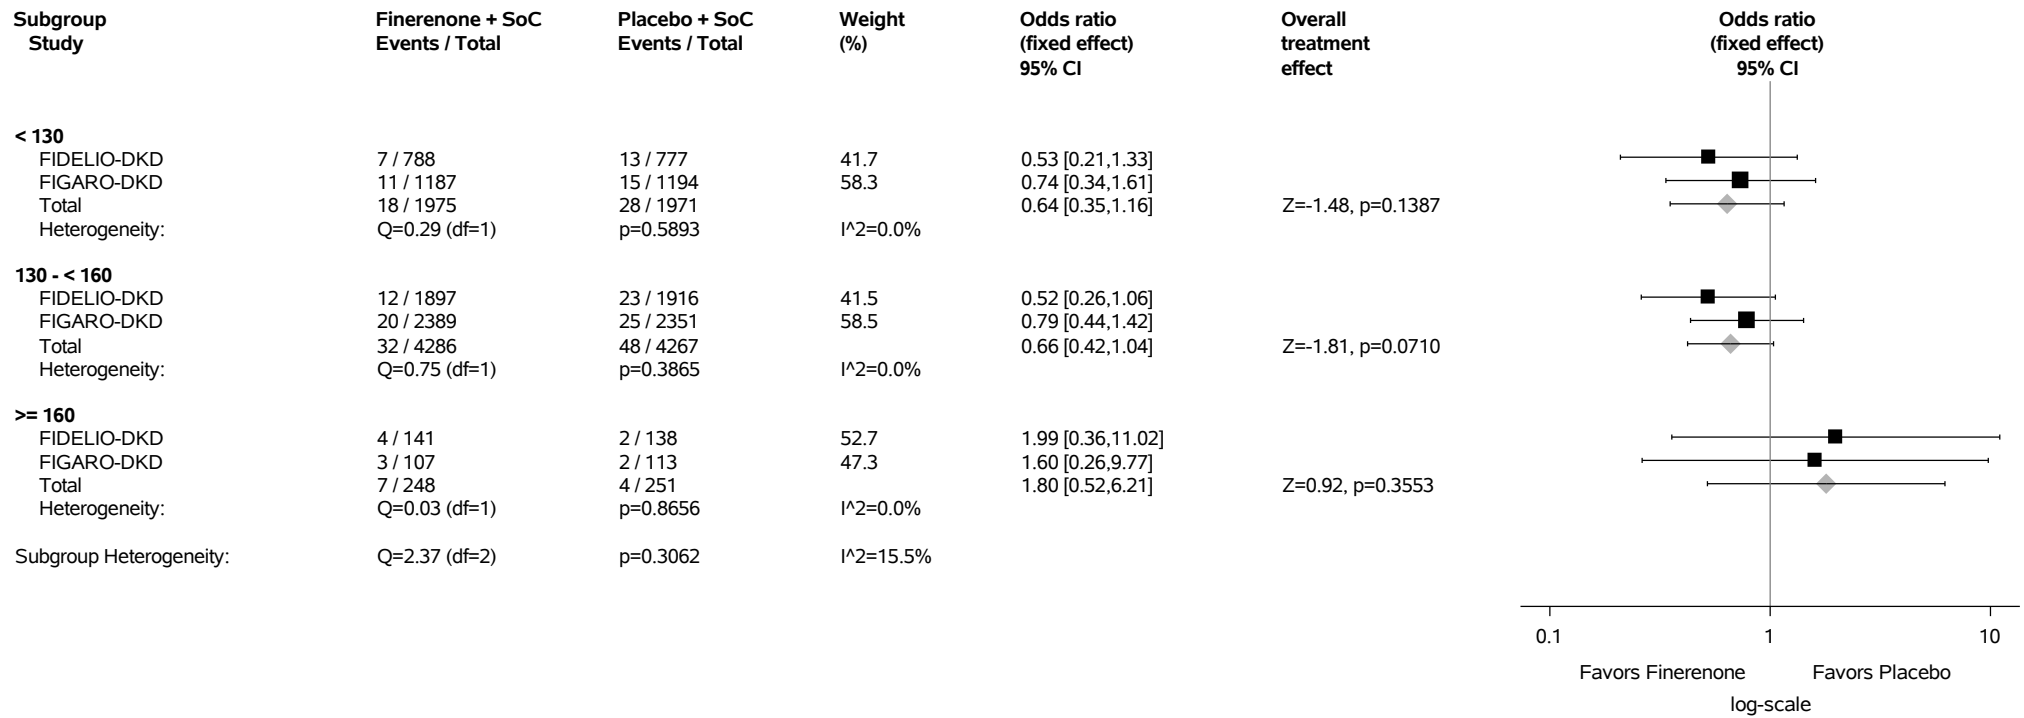 Subgroup Finerenone + SoC Placebo + SoC Weight Odds ratio Overall Odds ratio
Study Events / Total Events / Total (%) (fixed effect) treatment (fixed effect)
95% CI effect 95% CI
< 130
FIDELIO-DKD 7 / 788 13 / 777 41.7 0.53 [0.21,1.33]
FIGARO-DKD 11 / 1187 15 / 1194 58.3 0.74 [0.34,1.61]
Total 18 / 1975 28 / 1971 0.64 [0.35,1.16] Z=-1.48, p=0.1387
Heterogeneity: Q=0.29 (df=1) p=0.5893 I^2=0.0%
130 - < 160
FIDELIO-DKD 12 / 1897 23 / 1916 41.5 0.52 [0.26,1.06]
FIGARO-DKD 20 / 2389 25 / 2351 58.5 0.79 [0.44,1.42]
Total 32 / 4286 48 / 4267 0.66 [0.42,1.04] Z=-1.81, p=0.0710
Heterogeneity: Q=0.75 (df=1) p=0.3865 I^2=0.0%
>= 160
FIDELIO-DKD 4 / 141 2 / 138 52.7 1.99 [0.36,11.02]
FIGARO-DKD 3 / 107 2 / 113 47.3 1.60 [0.26,9.77]
Total 7 / 248 4 / 251 1.80 [0.52,6.21] Z=0.92, p=0.3553
Heterogeneity: Q=0.03 (df=1) p=0.8656 I^2=0.0%
Subgroup Heterogeneity: Q=2.37 (df=2) p=0.3062 I^2=15.5%
0.1 1 10
Favors Finerenone Favors Placebo
log-scale